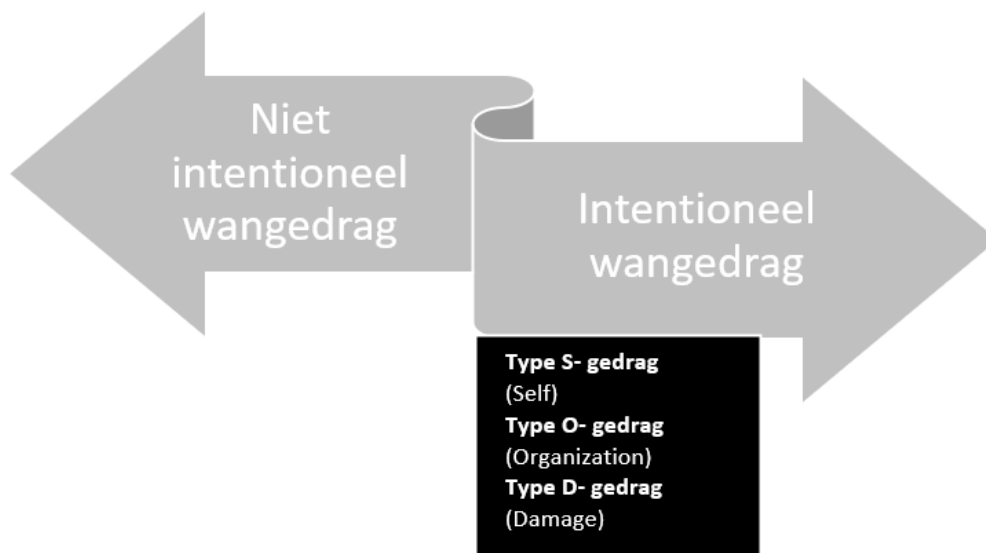 Niet
intentioneel
wangedrag
Intentioneel
wangedrag
Type S- gedrag
(Self)
Type O- gedrag
(Organization)
Type D- gedrag
(Damage)